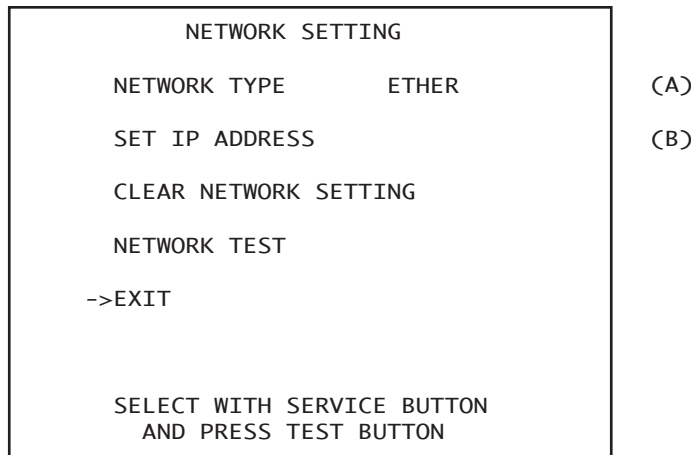 NETWORK SETTING
NETWORK TYPE ETHER (A)
SET IP ADDRESS (B)
CLEAR NETWORK SETTING
NETWORK TEST
->EXIT
SELECT WITH SERVICE BUTTON
AND PRESS TEST BUTTON